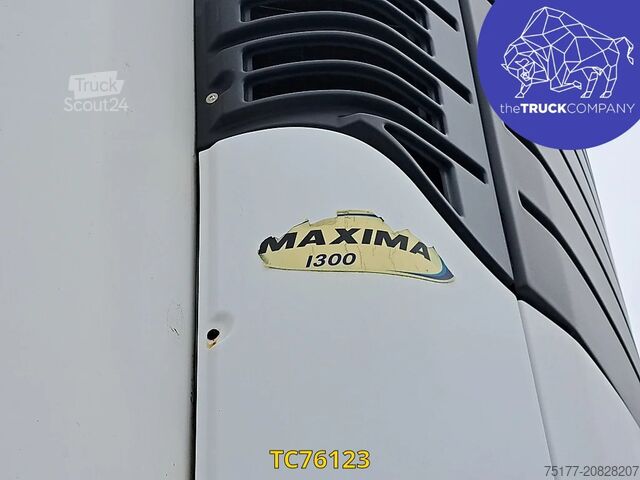 Truck
Scout24
theTRUCKCOMPANY
MAXIMA
1300
TC76123
75177-20828207